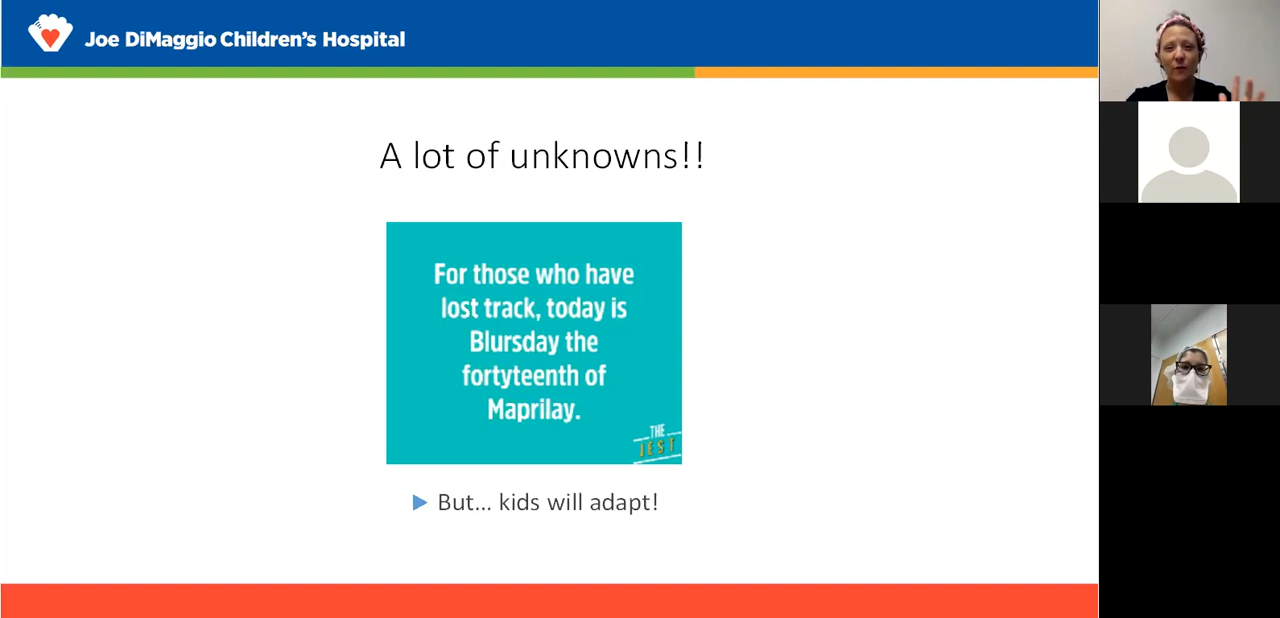 Joe DiMaggio Children's Hospital
A lot of unknowns!!
For those who have
lost track, today is
Blursday the
fortyteenth of
Maprilay.
THE
JEST
But... kids will adapt!